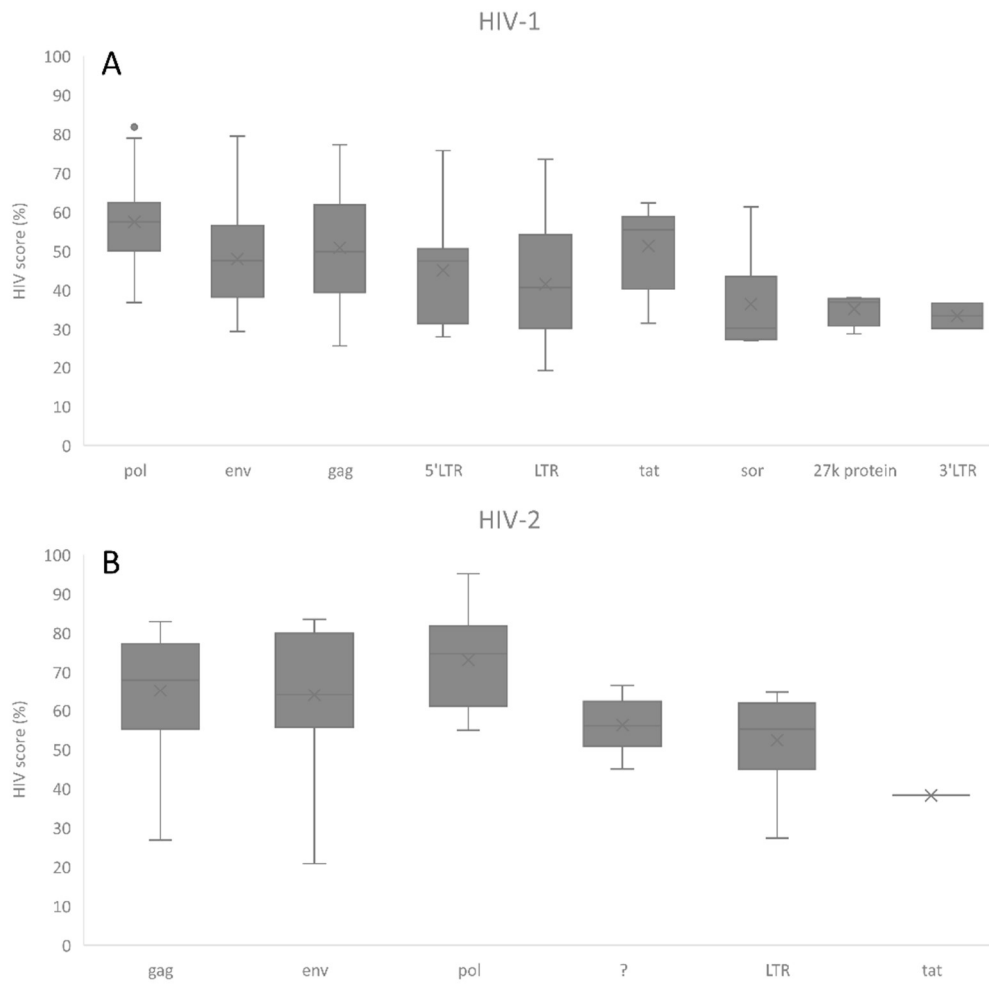 HIV-1
A
100
90
80
70
60
50
40
30
20
10
0
HIV score (%)
pol env gag 5'LTR LTR tat sor 27k protein 3'LTR
HIV-2
B
100
90
80
70
60
50
40
30
20
10
0
HIV score (%)
gag env pol ? LTR tat